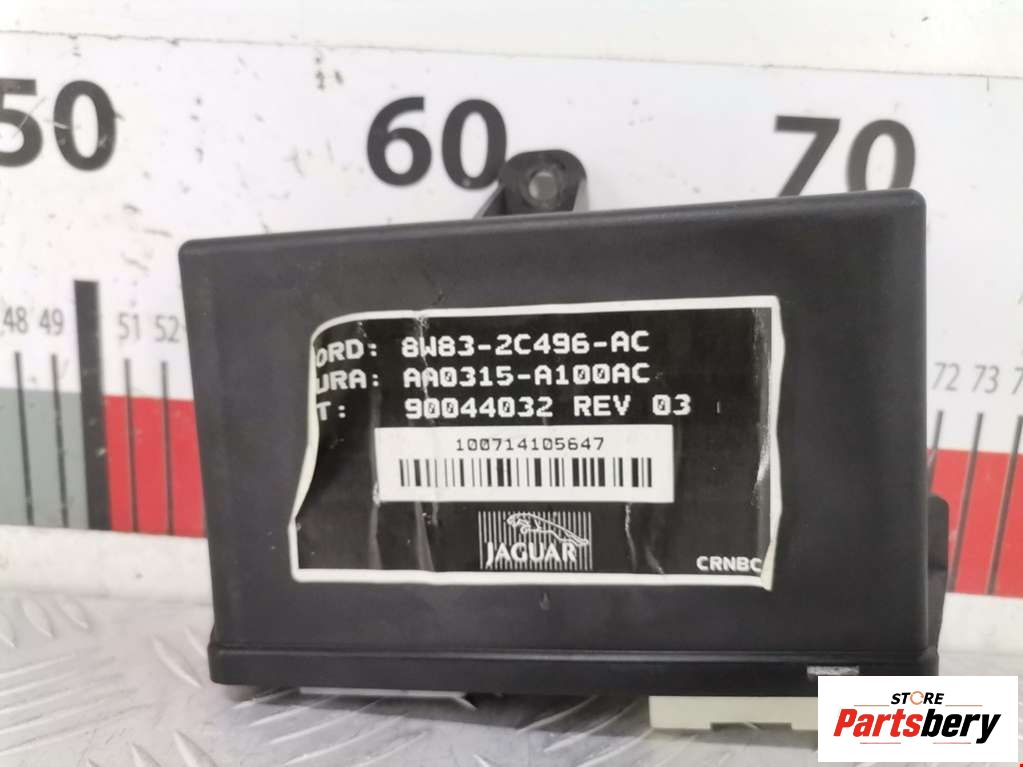 50 60 70
48 49 51 52 72 73
ORD: 8W83-2C496-AC
URA: AA0315-A100AC
T: 90044032 REV 03
100714105647
JAGUAR
CRNBC
STORE
Partsbery